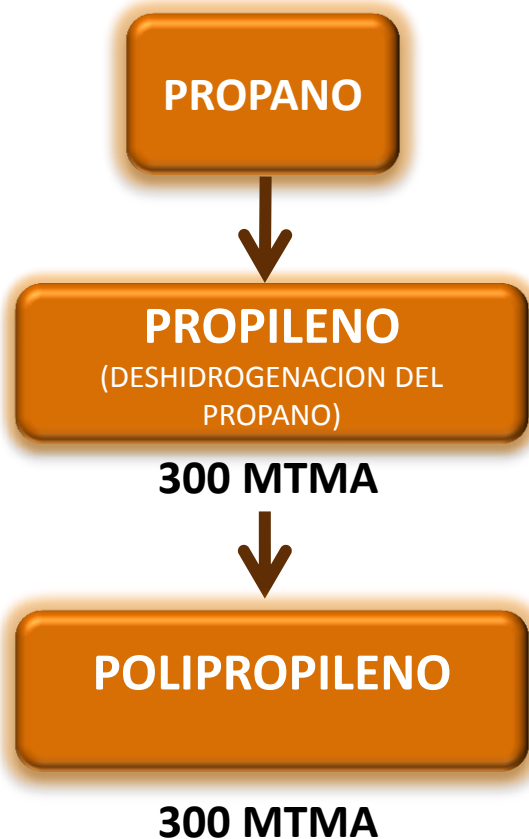 PROPANO
PROPILENO
(DESHIDROGENACION DEL
PROPANO)
300 MTMA
POLIPROPILENO
300 MTMA